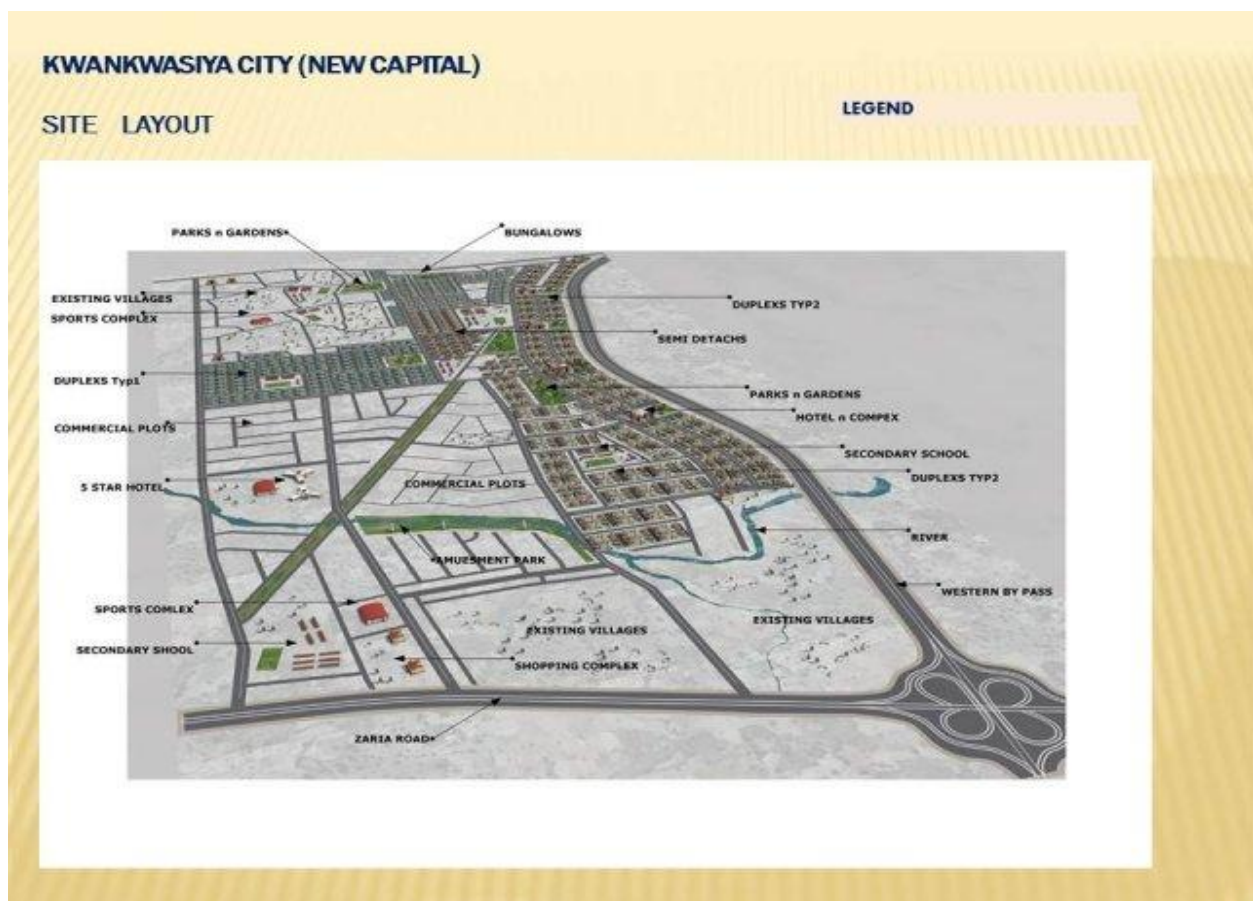 KWANKWASIYA CITY (NEW CAPITAL)
SITE LAYOUT
LEGEND
PARKS n GARDENS
BUNGALOWS
EXISTING VILLAGES
SPORTS COMPLEX
DUPLEXS TYP2
SEMI DETACHS
DUPLEXS Typ1
PARKS n GARDENS
HOTEL n COMPEX
COMMERCIAL PLOTS
SECONDARY SCHOOL
DUPLEXS TYP2
5 STAR HOTEL
COMMERCIAL PLOTS
RIVER
AMUESMENT PARK
WESTERN BY PASS
SPORTS COMLEX
EXISTING VILLAGES
EXISTING VILLAGES
SECONDARY SHOOL
SHOPPING COMPLEX
ZARIA ROAD